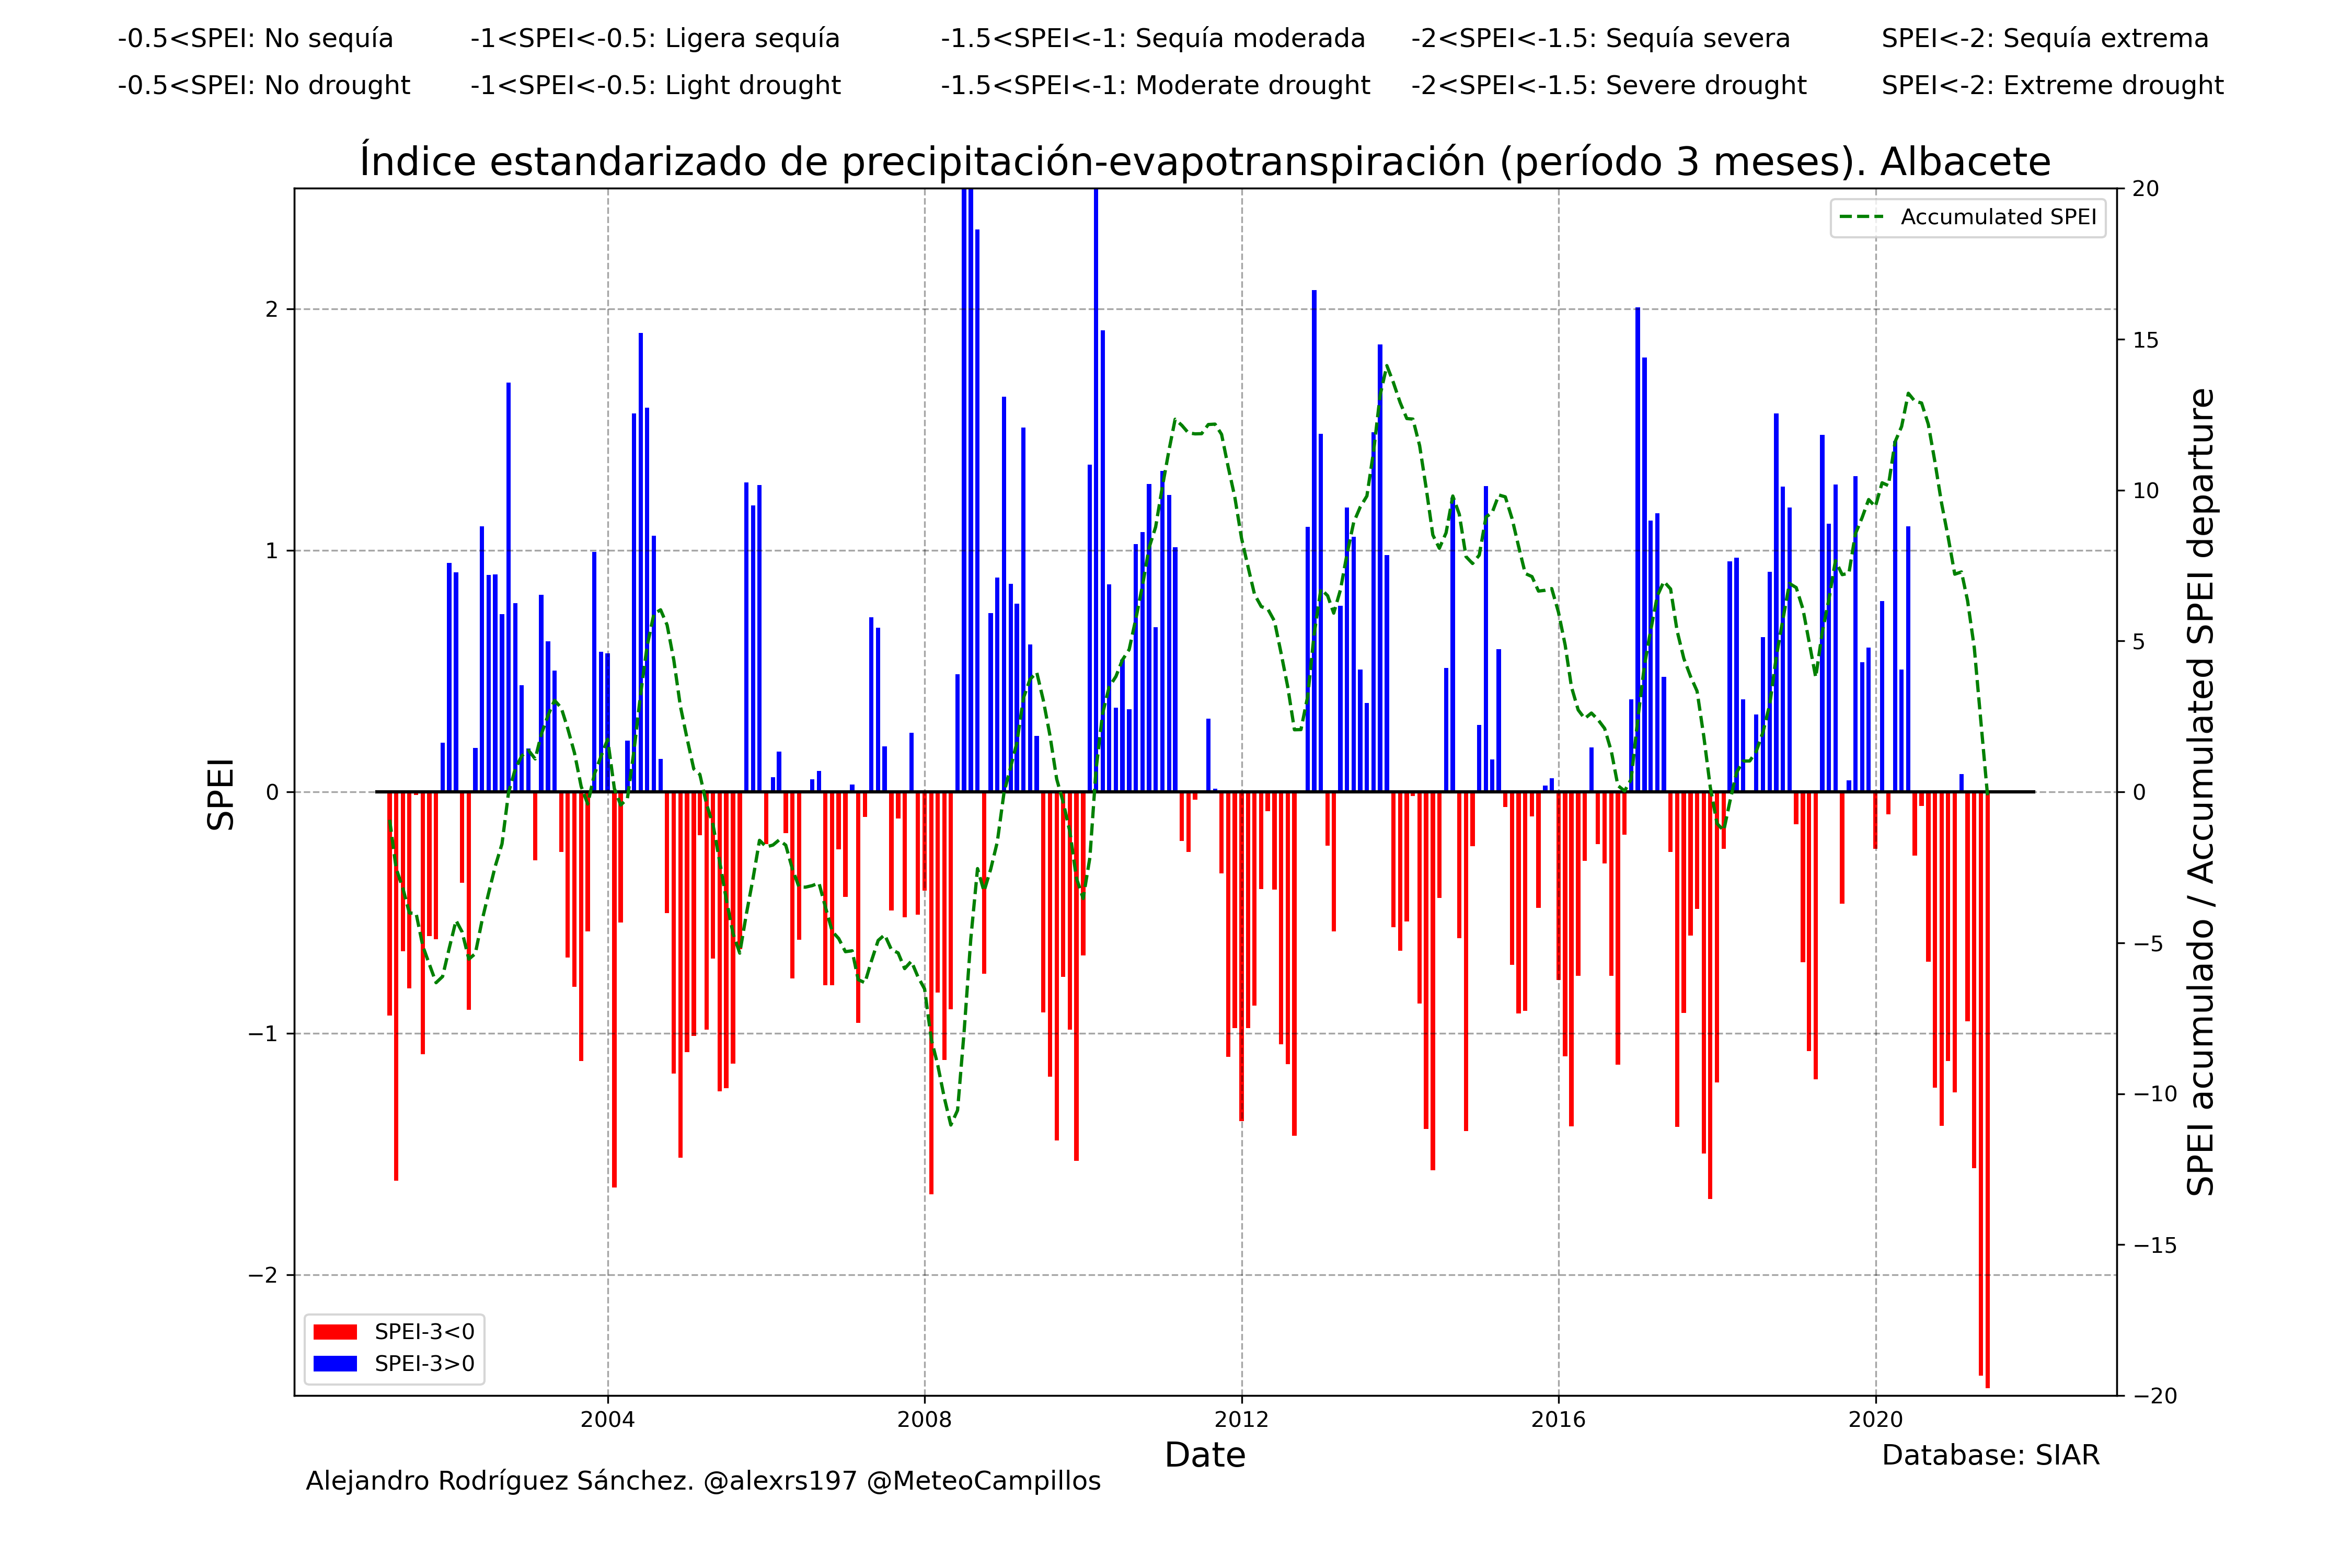 -0.5<SPEI: No sequía -1<SPEI<-0.5: Ligera sequía -1.5<SPEI<-1: Sequía moderada -2<SPEI<-1.5: Sequía severa SPEI<-2: Sequía extrema
-0.5<SPEI: No drought -1<SPEI<-0.5: Light drought -1.5<SPEI<-1: Moderate drought -2<SPEI<-1.5: Severe drought SPEI<-2: Extreme drought
Índice estandarizado de precipitación-evapotranspiración (período 3 meses). Albacete
Accumulated SPEI
2
1
0
−1
−2
SPEI
20
15
10
5
0
−5
−10
−15
−20
SPEI acumulado / Accumulated SPEI departure
SPEI-3<0
SPEI-3>0
2004 2008 2012 2016 2020
Date
Database: SIAR
Alejandro Rodríguez Sánchez. @alexrs197 @MeteoCampillos